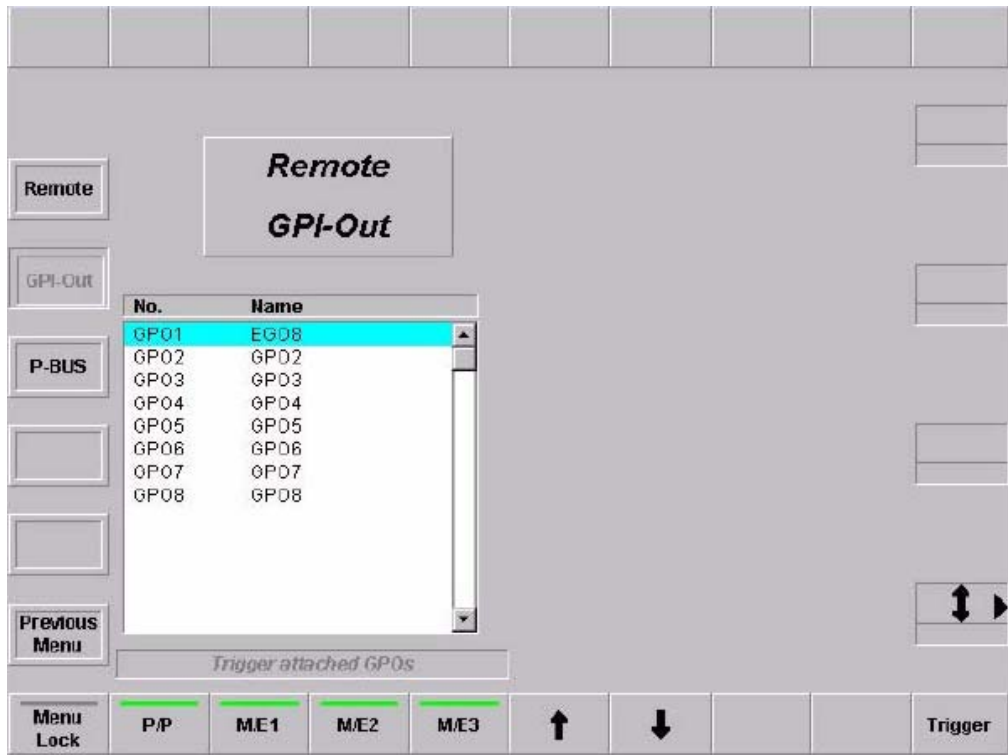 Remote
GPI-Out
Remote
GPI-Out
No. Name
GPO1 EGO8
GPO2 GPO2
GPO3 GPO3
GPO4 GPO4
GPO5 GPO5
GPO6 GPO6
GPO7 GPO7
GPO8 GPO8
P-BUS
Previous
Menu
Trigger attached GPOs
Menu
Lock
P/P
M/E1
M/E2
M/E3
Trigger